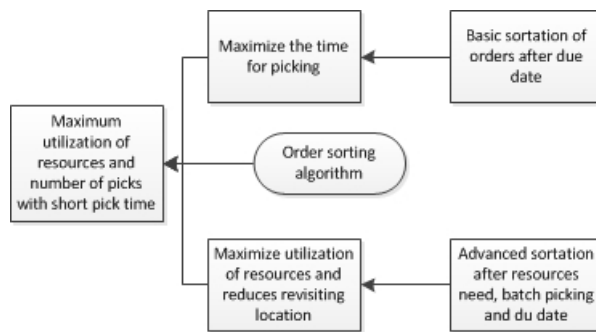 Maximize the time
for picking
Basic sortation of
orders after due
date
Maximum
utilization of
resources and
number of picks
with short pick time
Order sorting
algorithm
Maximize utilization
of resources and
reduces revisiting
location
Advanced sortation
after resources
need, batch picking
and du date